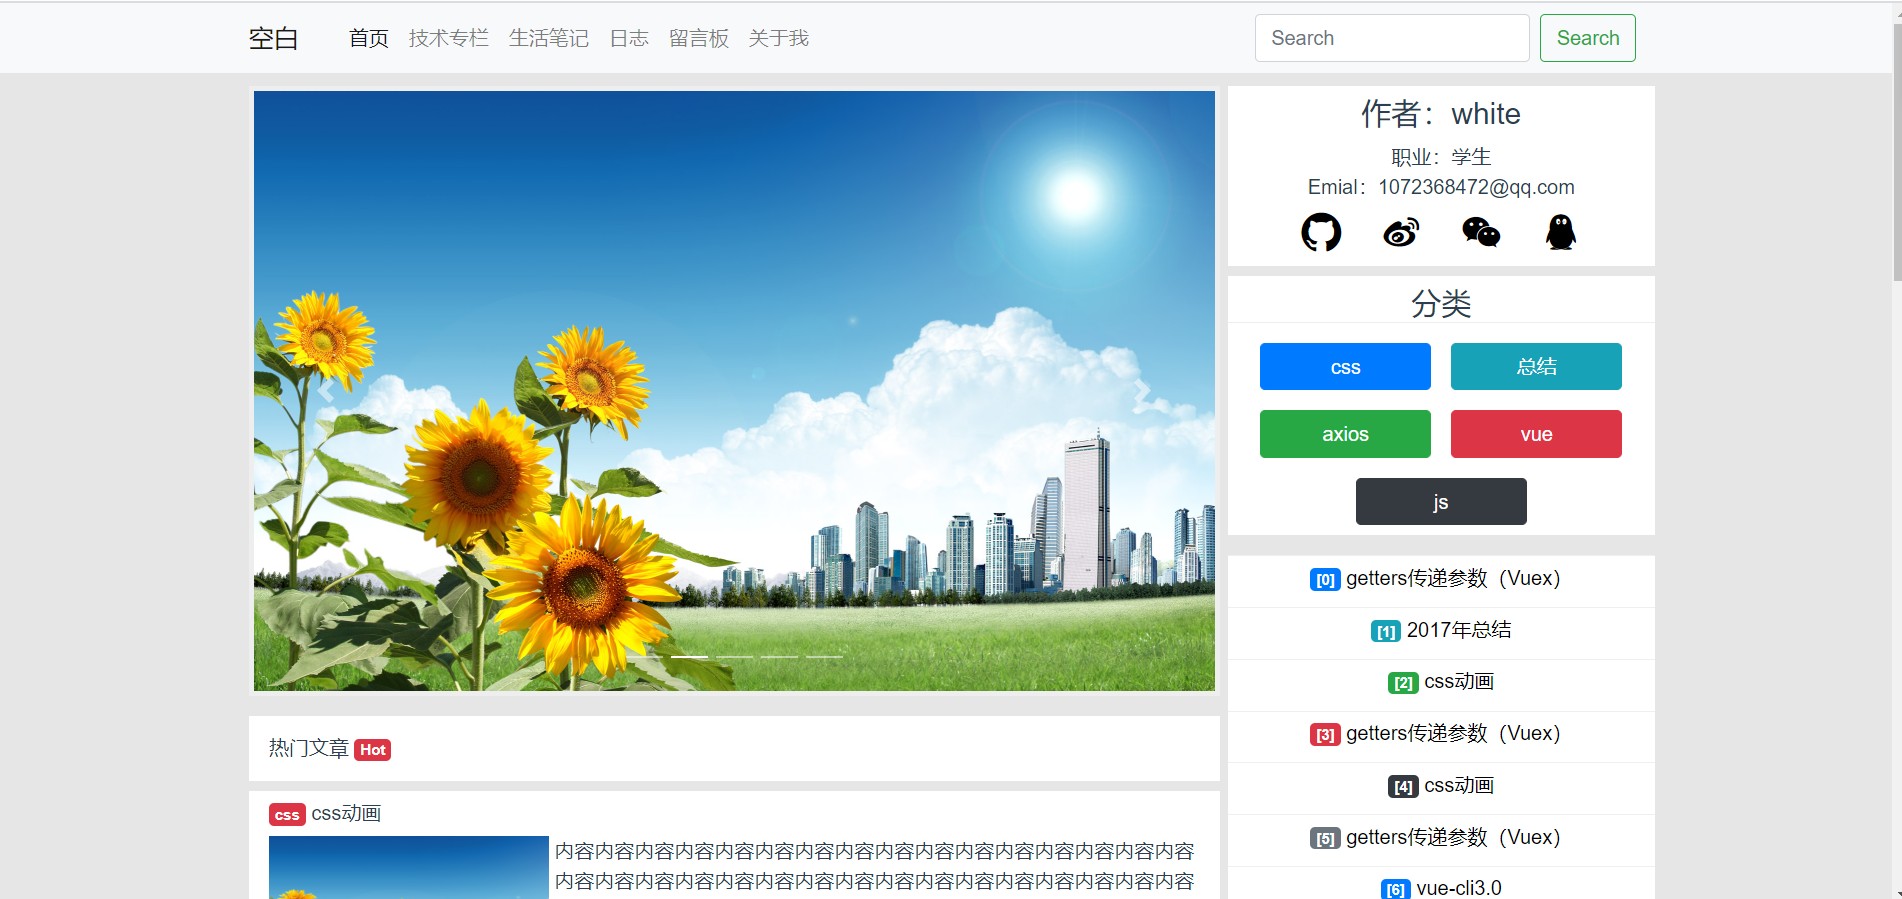 空白 首页 技术专栏 生活笔记 日志 留言板 关于我 Search Search
作者：white
职业：学生
Emial：1072368472@qq.com
分类
css 总结
axios vue
js
[0] getters传递参数（Vuex）
[1] 2017年总结
[2] css动画
[3] getters传递参数（Vuex）
[4] css动画
[5] getters传递参数（Vuex）
[6] vue-cli3.0
热门文章 Hot
css css动画
内容内容内容内容内容内容内容内容内容内容内容内容内容内容内容内容
内容内容内容内容内容内容内容内容内容内容内容内容内容内容内容内容